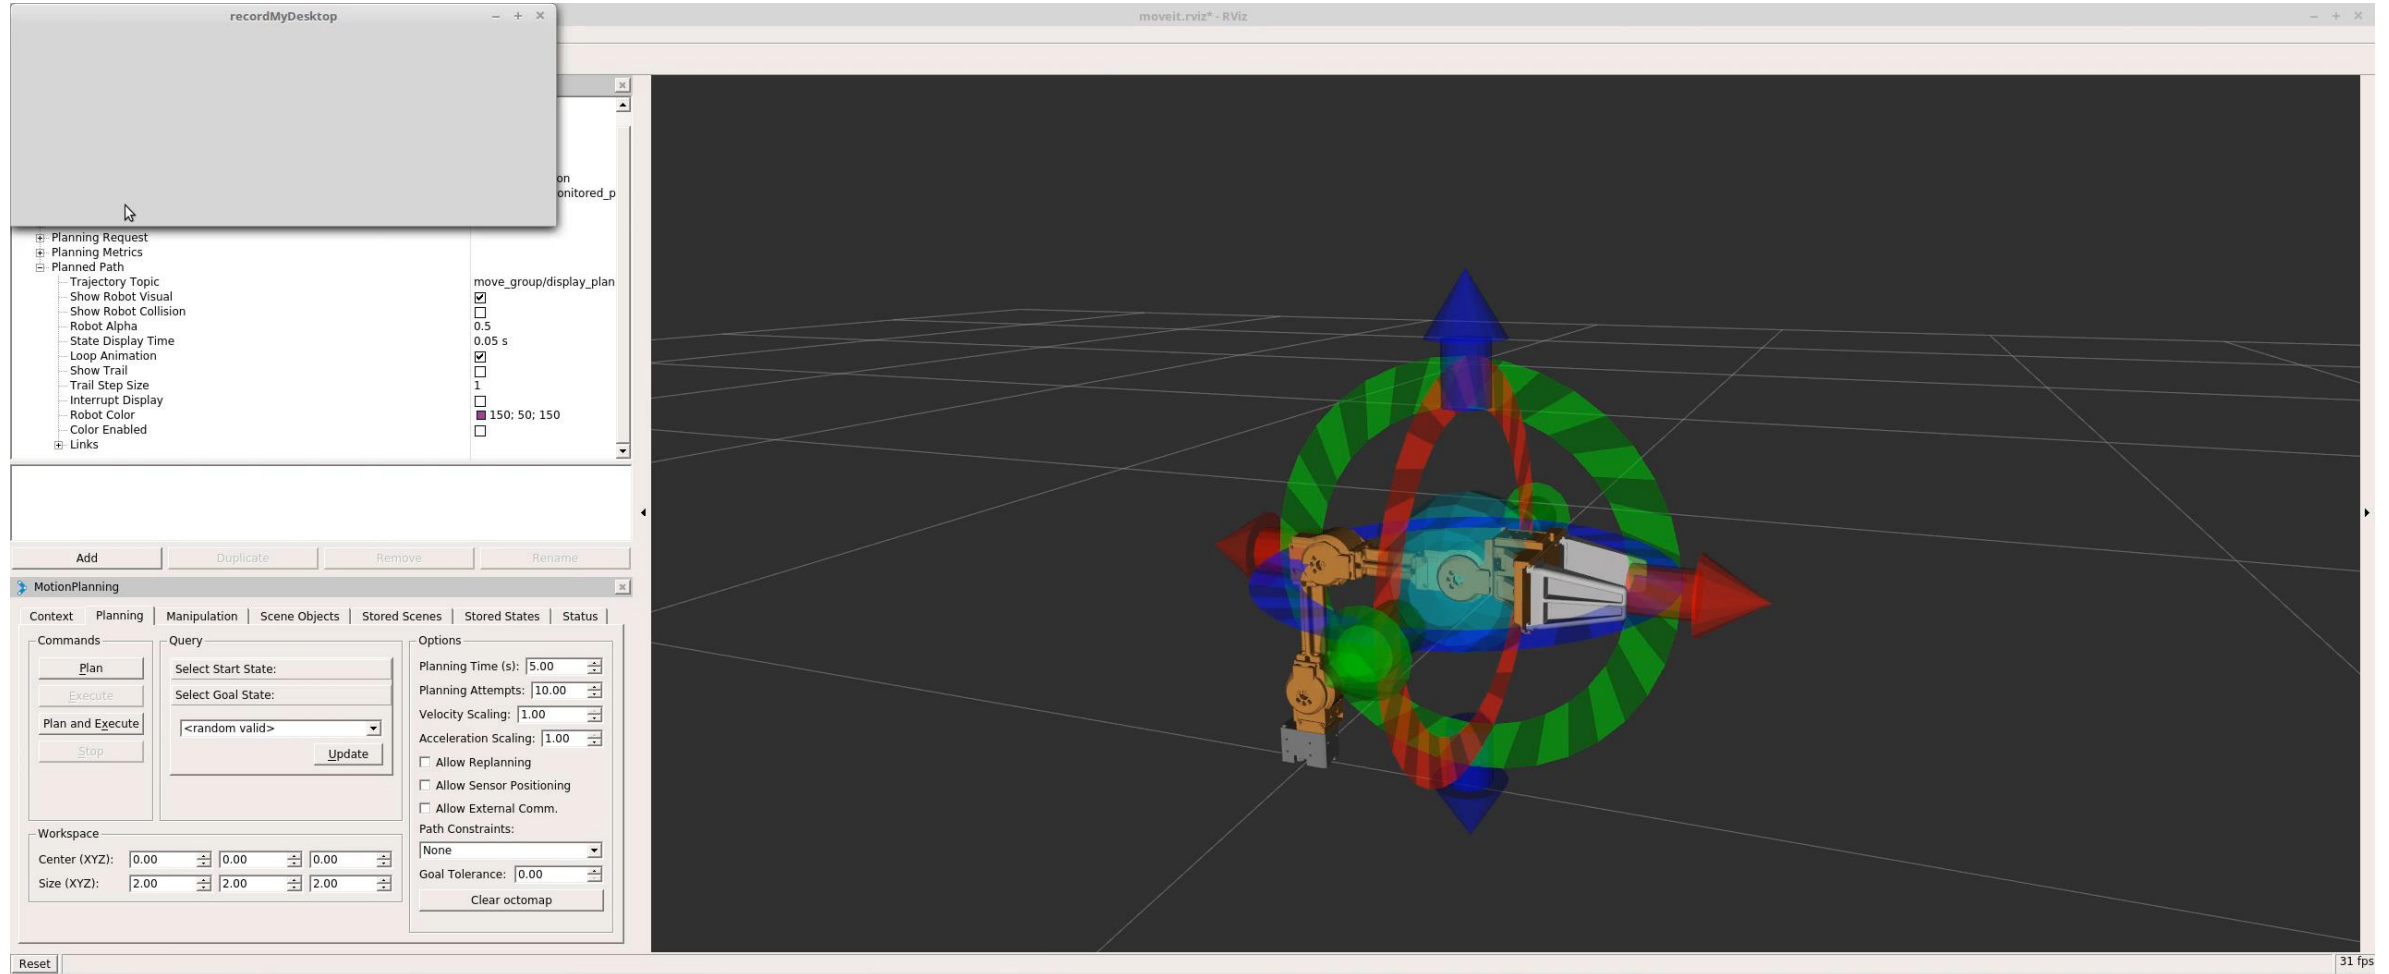 recordMyDesktop
moveit.rviz* - RViz
on
onitored_p
Planning Request
Planning Metrics
Planned Path
Trajectory Topic move_group/display_plan
Show Robot Visual
Show Robot Collision
Robot Alpha 0.5
State Display Time 0.05 s
Loop Animation
Show Trail
Trail Step Size 1
Interrupt Display
Robot Color 150; 50; 150
Color Enabled
Links
Add Duplicate Remove Rename
MotionPlanning
Context Planning Manipulation Scene Objects Stored Scenes Stored States Status
Commands
Plan
Execute
Plan and Execute
Stop
Query
Select Start State:
Select Goal State:
<random valid>
Update
Options
Planning Time (s): 5.00
Planning Attempts: 10.00
Velocity Scaling: 1.00
Acceleration Scaling: 1.00
Allow Replanning
Allow Sensor Positioning
Allow External Comm.
Path Constraints:
None
Goal Tolerance: 0.00
Clear octomap
Workspace
Center (XYZ): 0.00 0.00 0.00
Size (XYZ): 2.00 2.00 2.00
Reset
31 fps